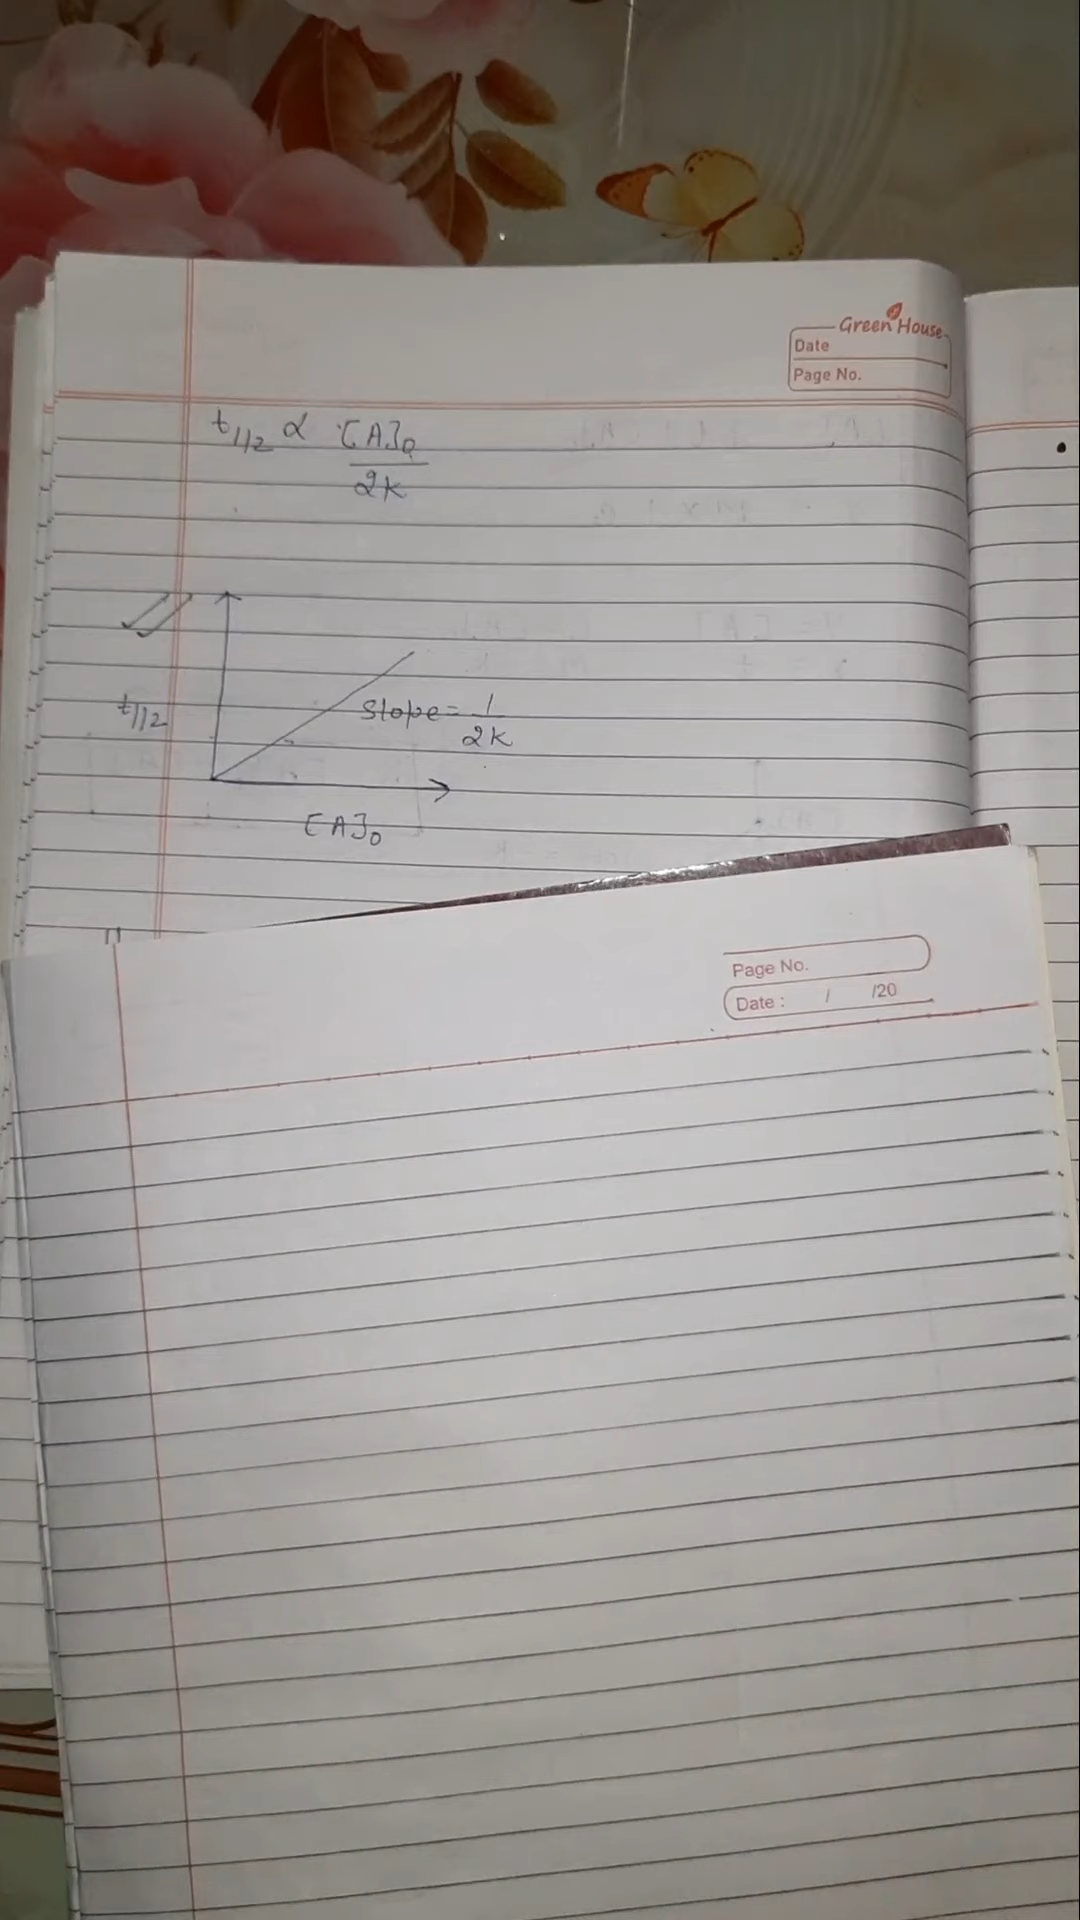 Green House
Date
Page No.
t1/2 α [A]0
2K
t1/2
Slope = 1
2K
[A]0
Page No.
Date : / /20